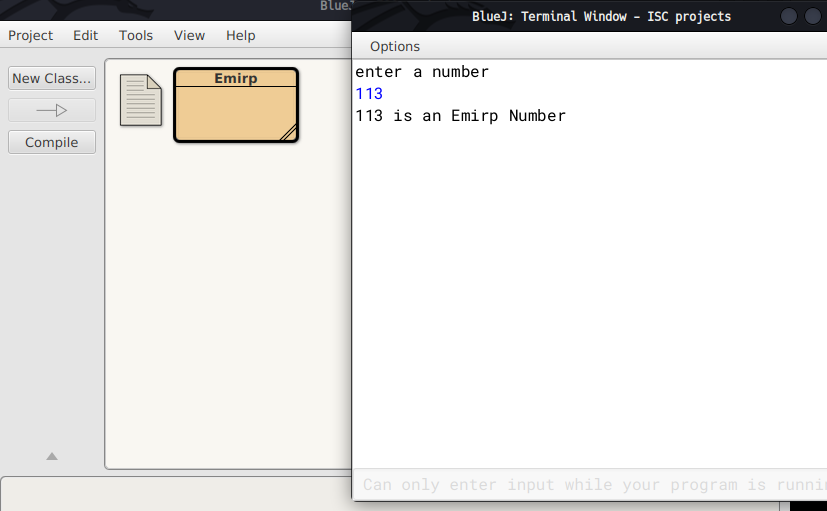 BlueJ
Project Edit Tools View Help
New Class...
Compile
Emirp
BlueJ: Terminal Window - ISC projects
Options
enter a number
113
113 is an Emirp Number
Can only enter input while your program is